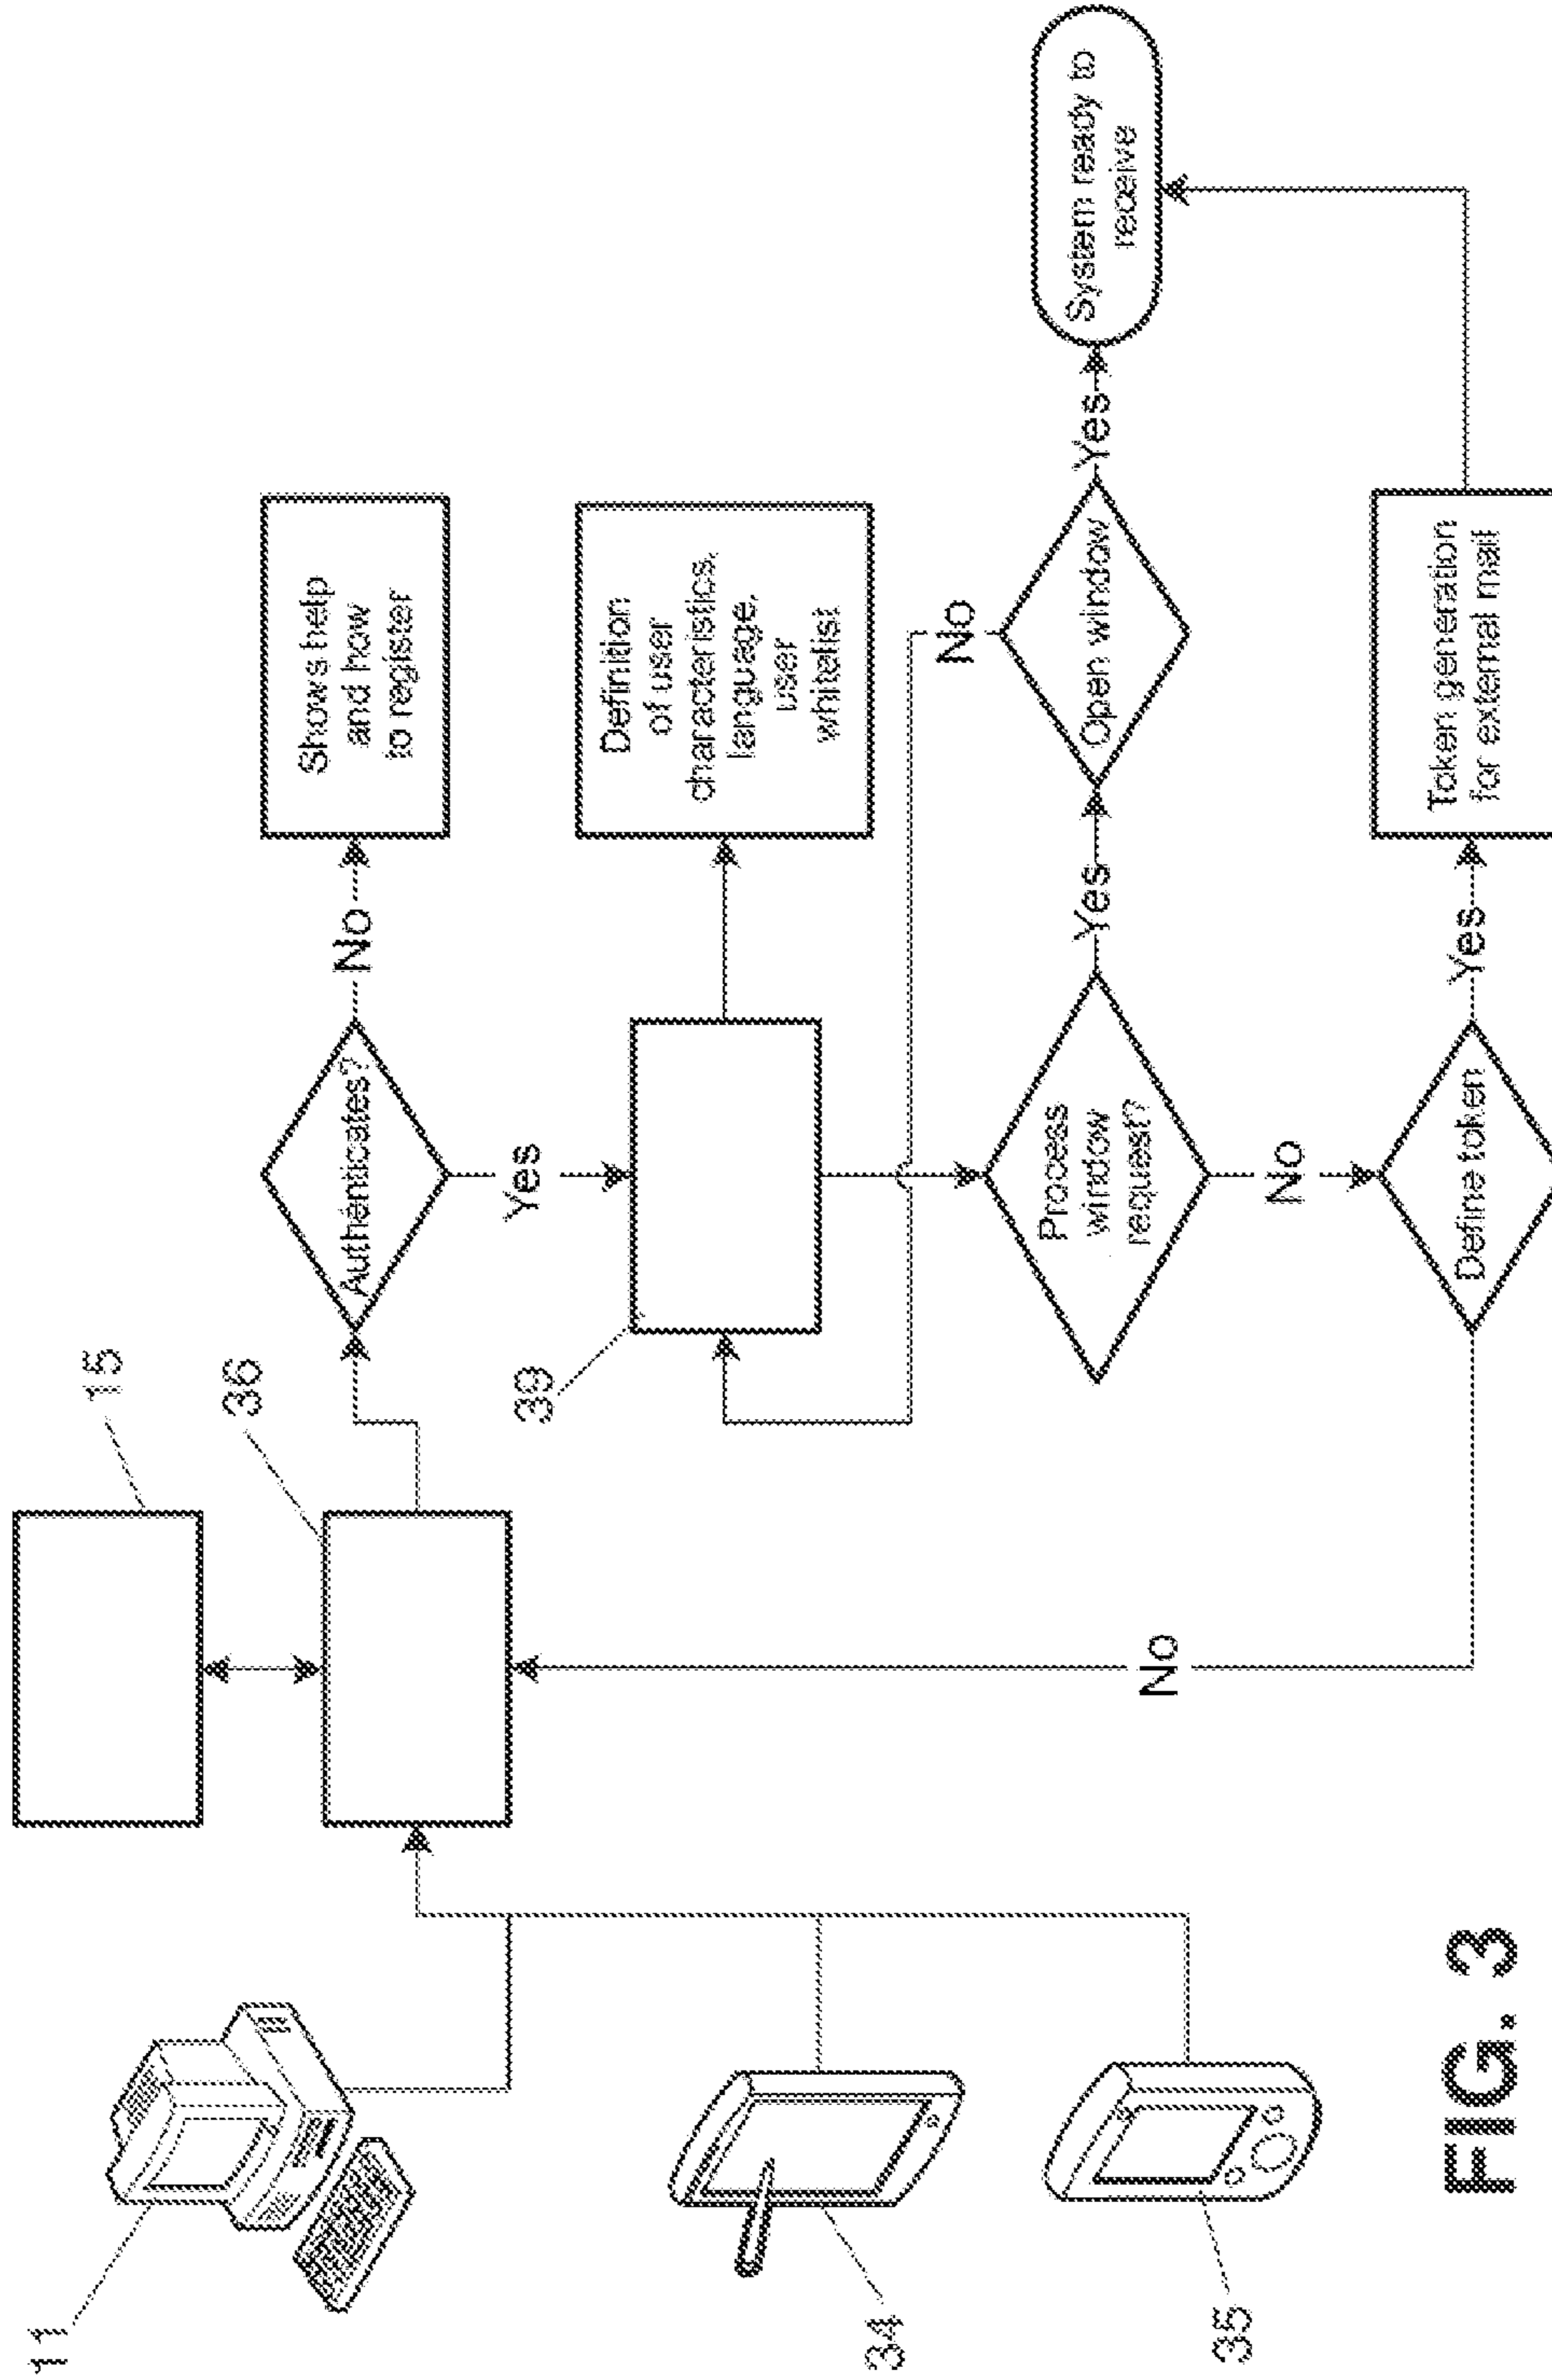 15
36
11
34
35
39
Authenticates?
No
Shows help
and how
to register
Yes
Definition
of user
characteristics,
language,
user
whitelist
Process
window
request?
Yes
Open window
No
Yes
System ready to
receive
No
Define token
No
Yes
Token generation
for external mail
FIG. 3